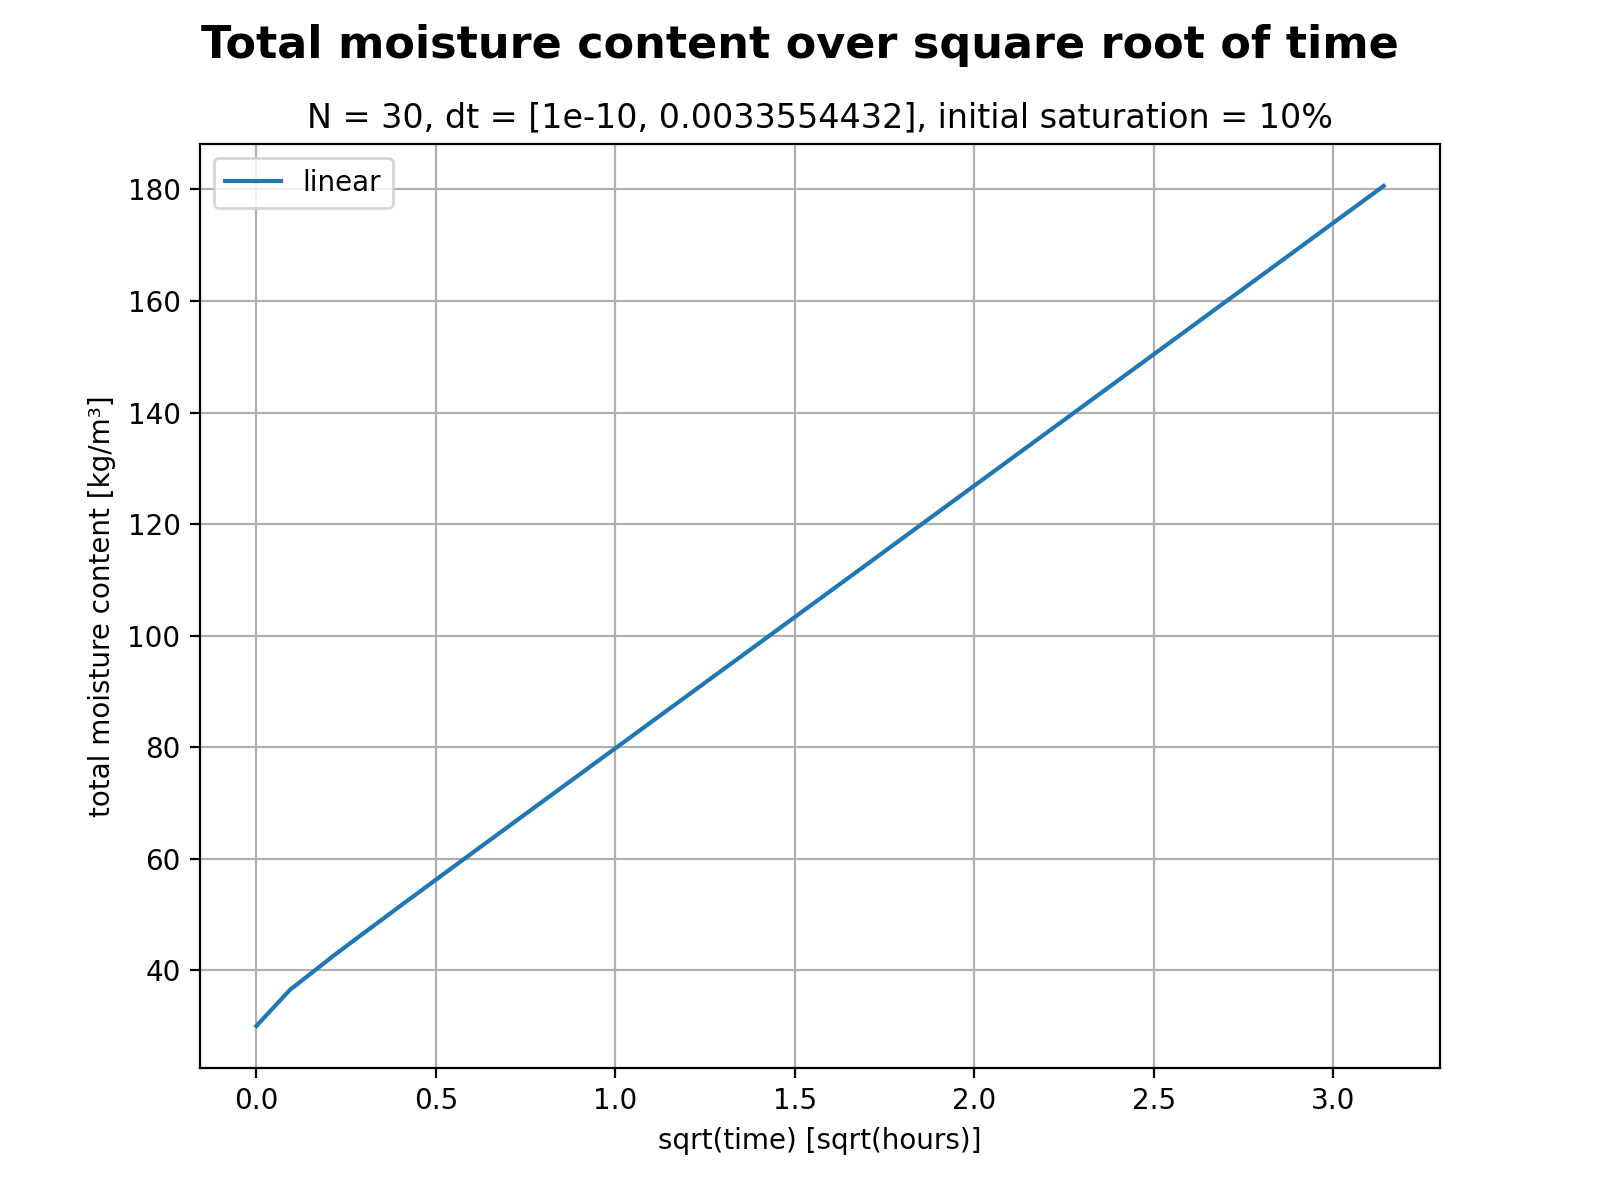 Total moisture content over square root of time
N = 30, dt = [1e-10, 0.0033554432], initial saturation = 10%
linear
180
160
140
120
100
80
60
40
total moisture content [kg/m³]
0.0 0.5 1.0 1.5 2.0 2.5 3.0
sqrt(time) [sqrt(hours)]